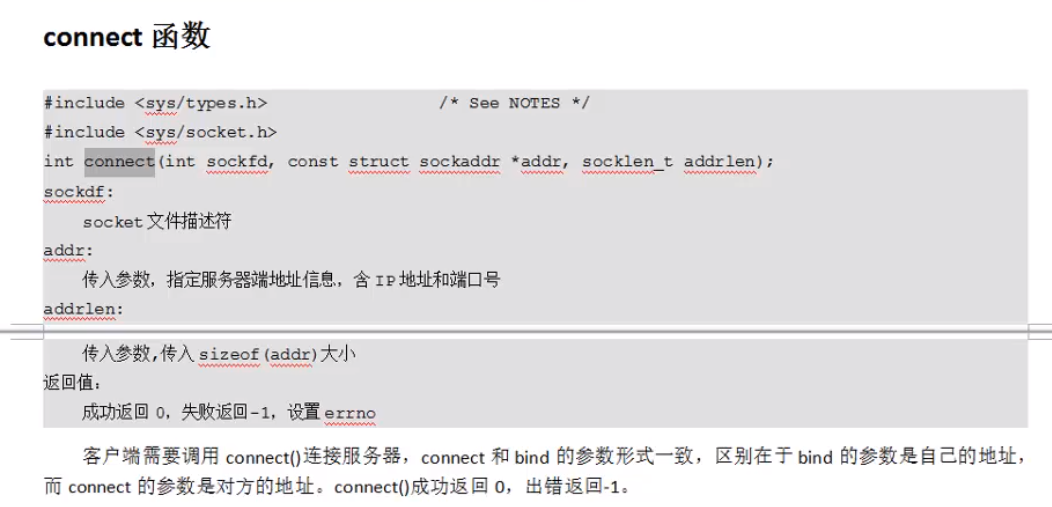 connect 函数
#include <sys/types.h> /* See NOTES */
#include <sys/socket.h>
int connect(int sockfd, const struct sockaddr *addr, socklen_t addrlen);
sockdf:
socket 文件描述符
addr:
传入参数，指定服务器端地址信息，含 IP 地址和端口号
addrlen:
传入参数,传入 sizeof(addr)大小
返回值：
成功返回 0，失败返回-1，设置 errno
客户端需要调用 connect()连接服务器，connect 和 bind 的参数形式一致，区别在于 bind 的参数是自己的地址，
而 connect 的参数是对方的地址。connect()成功返回 0，出错返回-1。